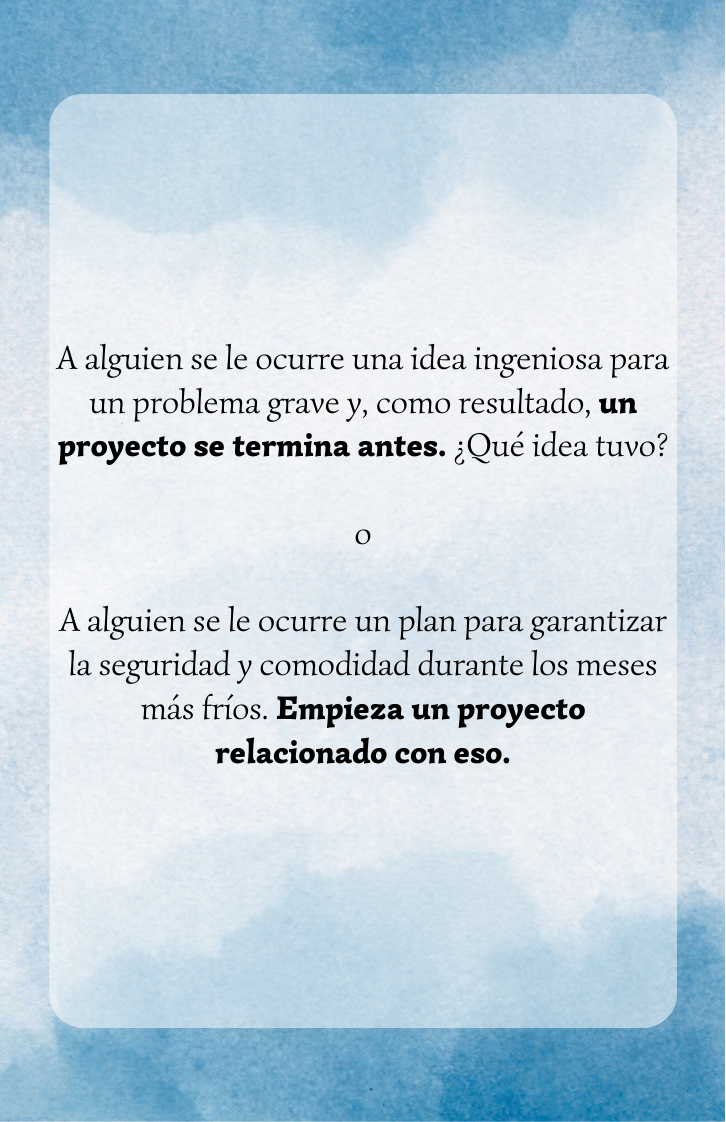 A alguien se le ocurre una idea ingeniosa para
un problema grave y, como resultado, un
proyecto se termina antes. ¿Qué idea tuvo?
o
A alguien se le ocurre un plan para garantizar
la seguridad y comodidad durante los meses
más fríos. Empieza un proyecto
relacionado con eso.